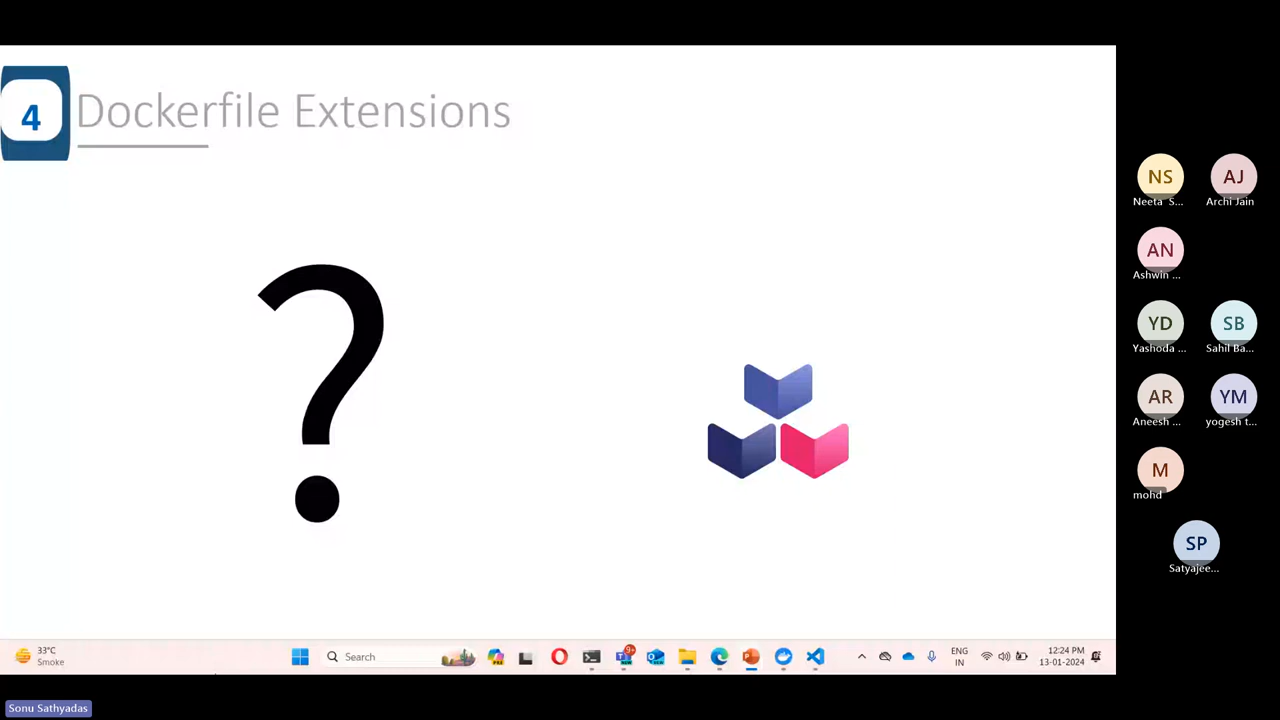 4
Dockerfile Extensions
?
NS
Neeta S...
AJ
Archi Jain
AN
Ashwin ...
YD
Yashoda ...
SB
Sahil Ba...
AR
Aneesh ...
YM
yogesh t...
M
mohd
SP
Satyajee...
33°C
Smoke
Search
9+
ENG
IN
12:24 PM
13-01-2024
Sonu Sathyadas